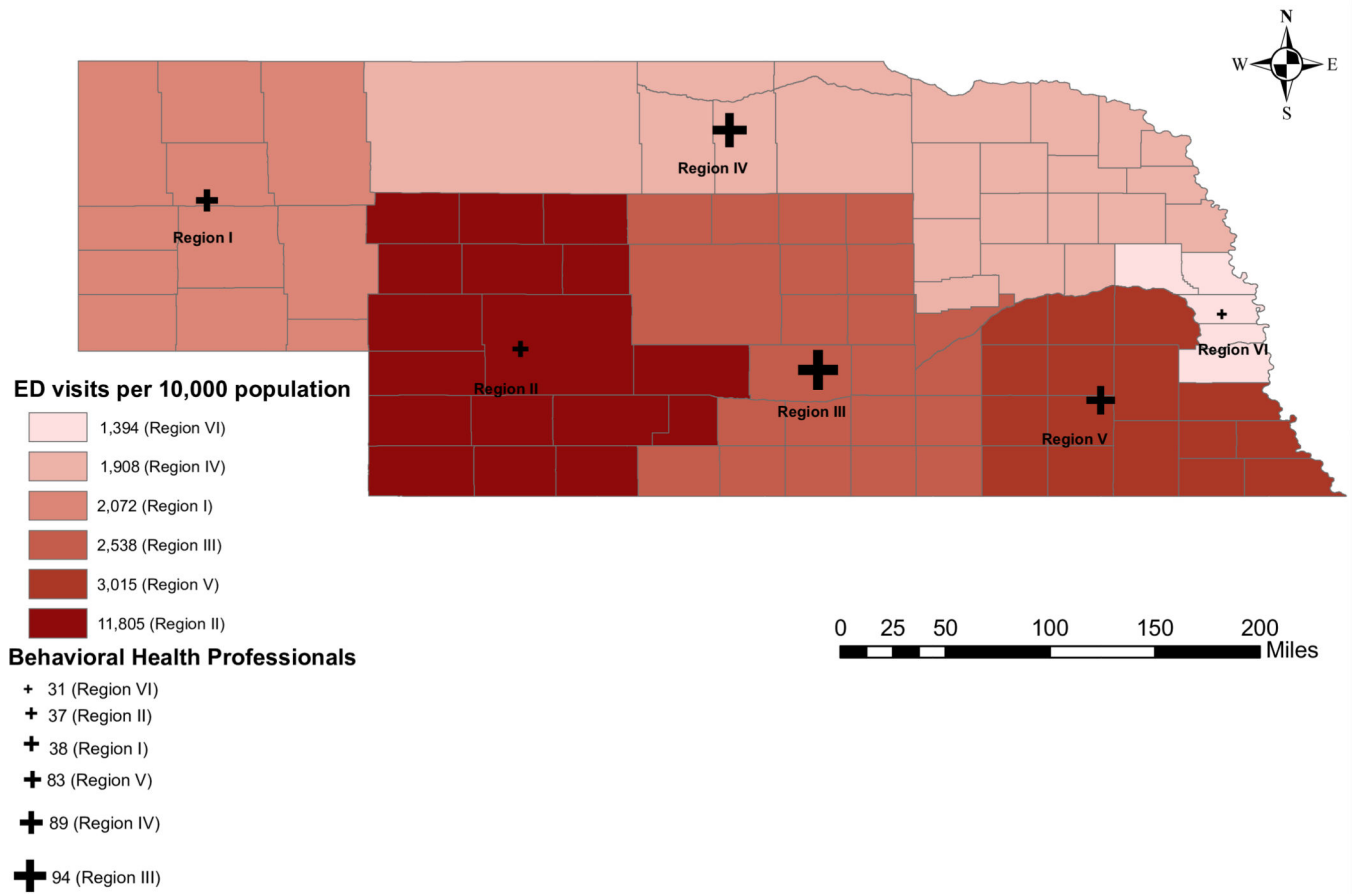 N
W E
S
Region IV
Region I
Region VI
Region II
Region III
Region V
ED visits per 10,000 population
1,394 (Region VI)
1,908 (Region IV)
2,072 (Region I)
2,538 (Region III)
3,015 (Region V)
11,805 (Region II)
0 25 50 100 150 200
Miles
Behavioral Health Professionals
31 (Region VI)
37 (Region II)
38 (Region I)
83 (Region V)
89 (Region IV)
94 (Region III)